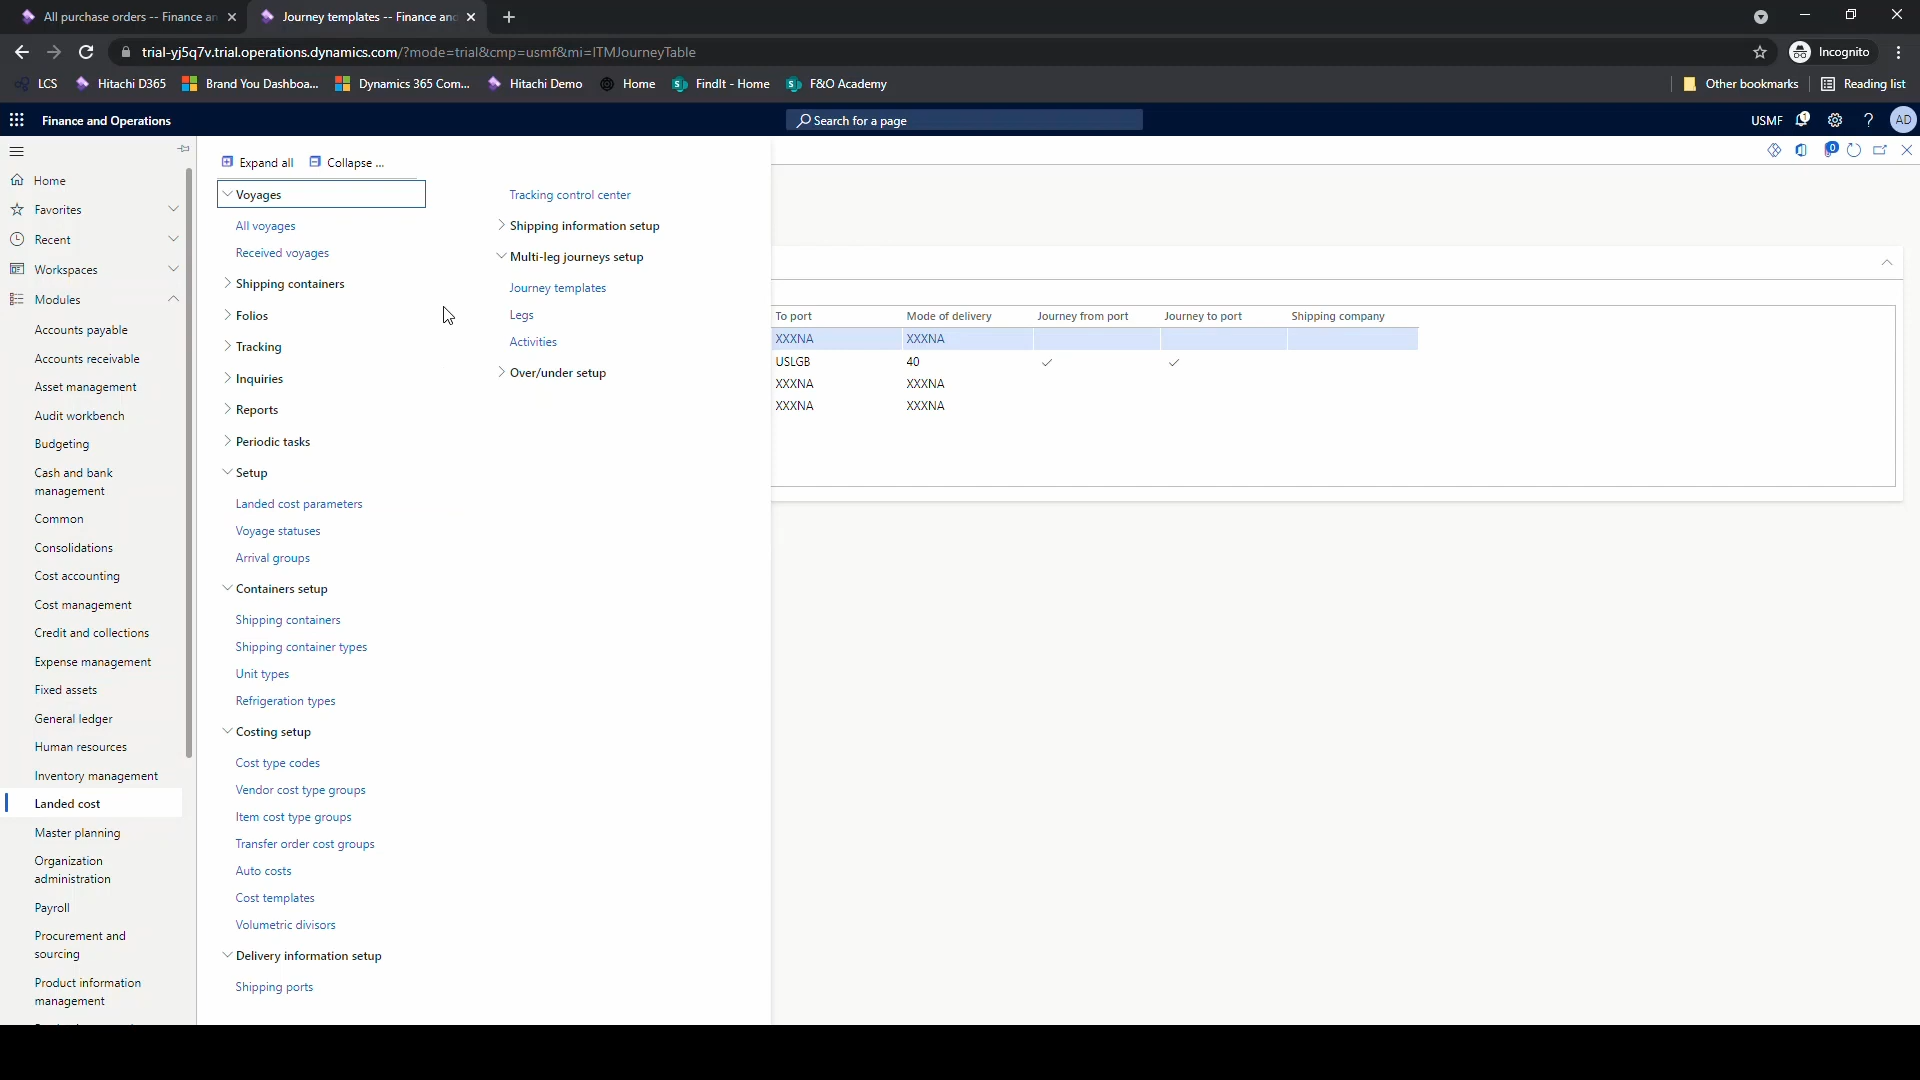 All purchase orders -- Finance an
Journey templates -- Finance and
trial-yj5q7v.trial.operations.dynamics.com/?mode=trial&cmp=usmf&mi=ITMJourneyTable
Incognito
LCS
Hitachi D365
Brand You Dashboa...
Dynamics 365 Com...
Hitachi Demo
Home
FindIt - Home
F&O Academy
Other bookmarks
Reading list
Finance and Operations
Search for a page
USMF
1
AD
0
Home
Favorites
Recent
Workspaces
Modules
Accounts payable
Accounts receivable
Asset management
Audit workbench
Budgeting
Cash and bank
management
Common
Consolidations
Cost accounting
Cost management
Credit and collections
Expense management
Fixed assets
General ledger
Human resources
Inventory management
Landed cost
Master planning
Organization
administration
Payroll
Procurement and
sourcing
Product information
management
Expand all
Collapse ...
Voyages
All voyages
Received voyages
Shipping containers
Folios
Tracking
Inquiries
Reports
Periodic tasks
Setup
Landed cost parameters
Voyage statuses
Arrival groups
Containers setup
Shipping containers
Shipping container types
Unit types
Refrigeration types
Costing setup
Cost type codes
Vendor cost type groups
Item cost type groups
Transfer order cost groups
Auto costs
Cost templates
Volumetric divisors
Delivery information setup
Shipping ports
Tracking control center
Shipping information setup
Multi-leg journeys setup
Journey templates
Legs
Activities
Over/under setup
To port Mode of delivery Journey from port Journey to port Shipping company
XXXNA XXXNA
USLGB 40
XXXNA XXXNA
XXXNA XXXNA